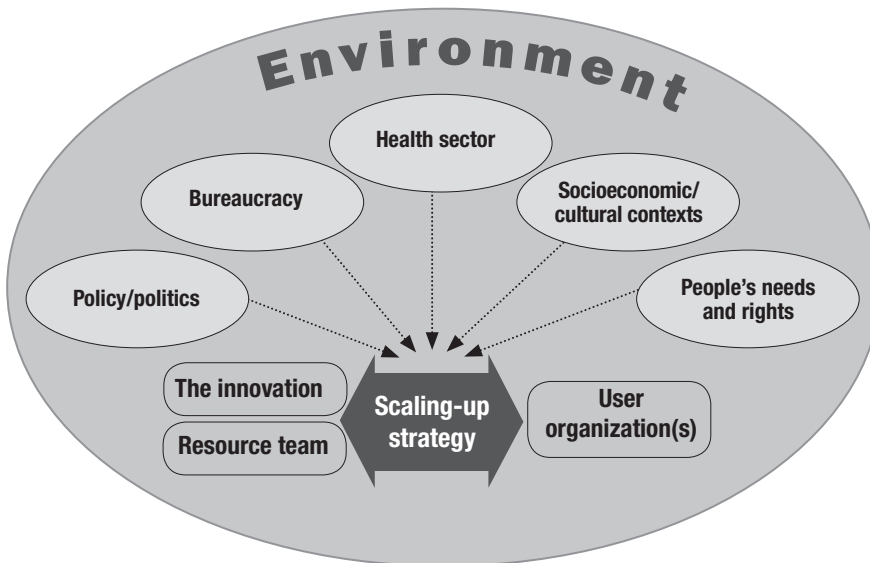 Environment
Health sector
Bureaucracy
Socioeconomic/
cultural contexts
Policy/politics
People’s needs
and rights
The innovation
Resource team
Scaling-up
strategy
User
organization(s)